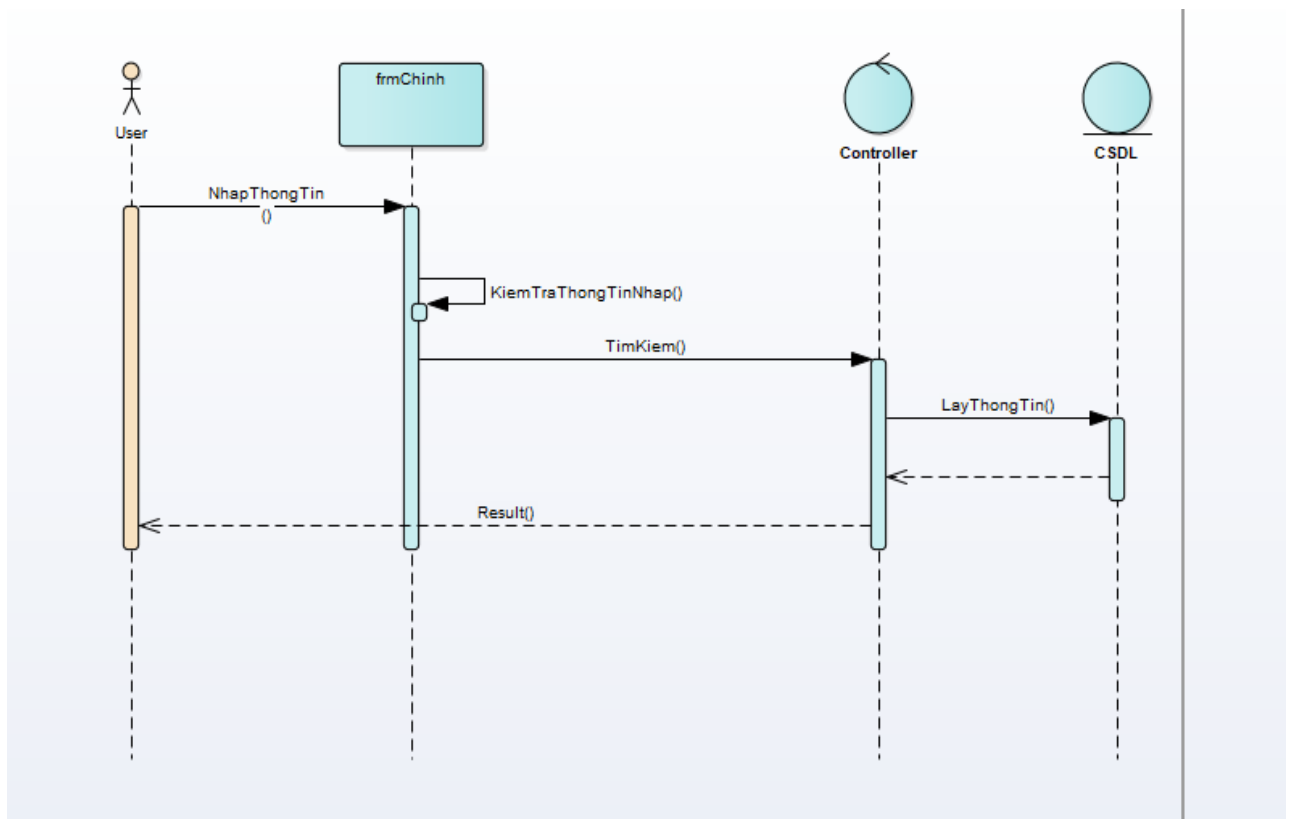 frmChinh
User
Controller
CSDL
NhapThongTin
()
KiemTraThongTinNhap()
TimKiem()
LayThongTin()
Result()